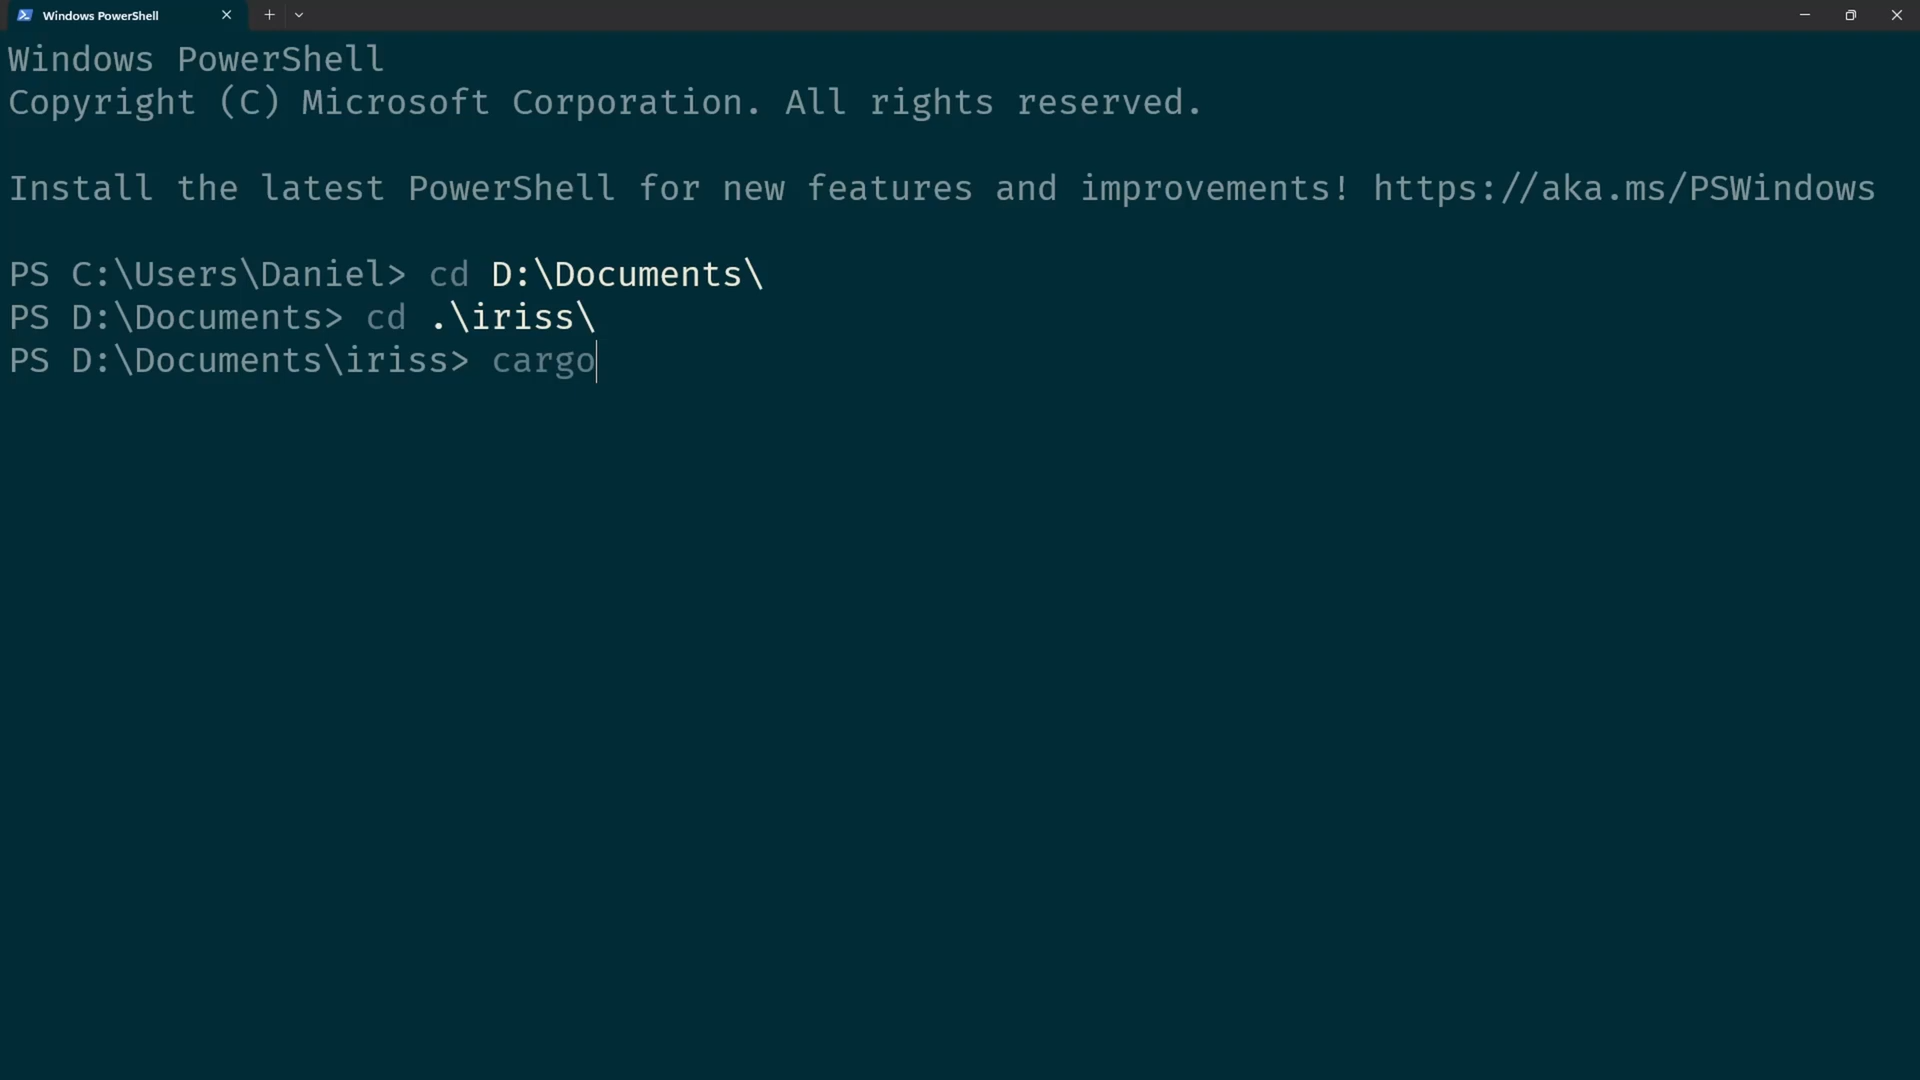 Windows PowerShell
Windows PowerShell
Copyright (C) Microsoft Corporation. All rights reserved.
Install the latest PowerShell for new features and improvements! https://aka.ms/PSWindows
PS C:\Users\Daniel> cd D:\Documents\
PS D:\Documents> cd .\iriss\
PS D:\Documents\iriss> cargo